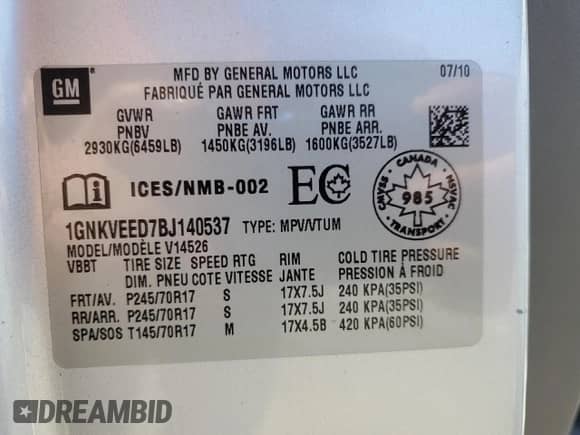 GM
MFD BY GENERAL MOTORS LLC 07/10
FABRIQUÉ PAR GENERAL MOTORS LLC
GVWR GAWR FRT GAWR RR
PNBV PNBE AV. PNBE ARR.
2930KG(6459LB) 1450KG(3196LB) 1600KG(3527LB)
ICES/NMB-002 EC
CANADA
CMVSS 985 NSVAC
TRANSPORT
1GNKVEED7BJ140537 TYPE: MPV/VTUM
MODEL/MODÈLE V14526
VBBT TIRE SIZE SPEED RTG RIM COLD TIRE PRESSURE
DIM. PNEU COTE VITESSE JANTE PRESSION À FROID
FRT/AV. P245/70R17 S 17X7.5J 240 KPA(35PSI)
RR/ARR. P245/70R17 S 17X7.5J 240 KPA(35PSI)
SPA/SOS T145/70R17 M 17X4.5B 420 KPA(60PSI)
DREAMBID